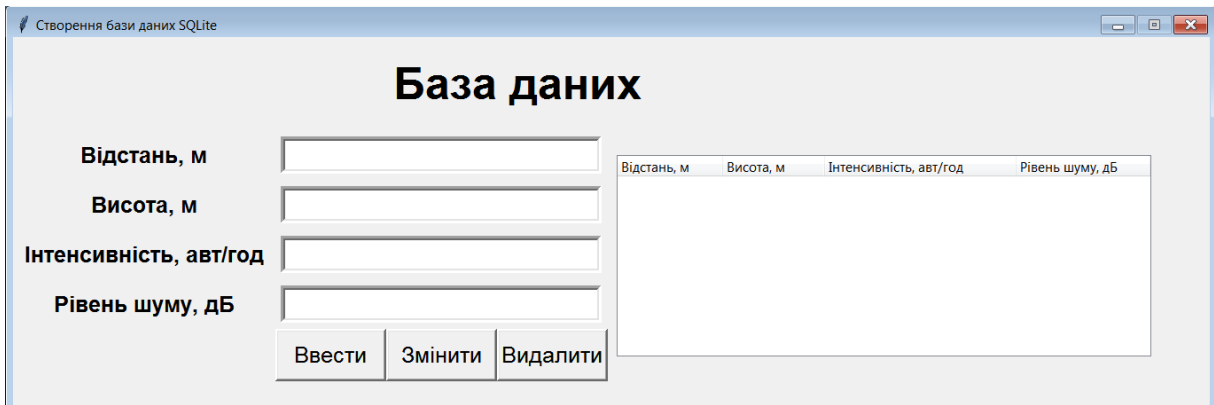 Створення бази даних SQLite
База даних
Відстань, м
Висота, м
Інтенсивність, авт/год
Рівень шуму, дБ
Ввести Змінити Видалити
Відстань, м Висота, м Інтенсивність, авт/год Рівень шуму, дБ